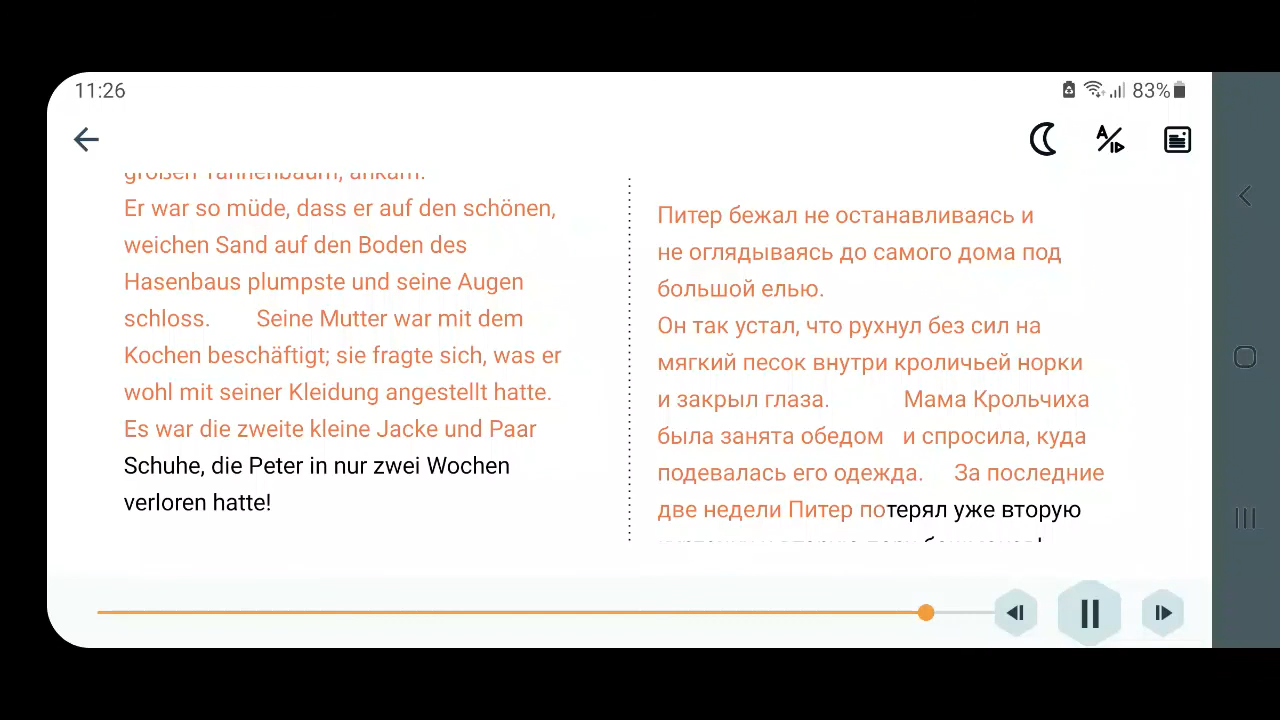 11:26
83%
großen Tannenbaum, ankam.
Er war so müde, dass er auf den schönen,
weichen Sand auf den Boden des
Hasenbaus plumpste und seine Augen
schloss. Seine Mutter war mit dem
Kochen beschäftigt; sie fragte sich, was er
wohl mit seiner Kleidung angestellt hatte.
Es war die zweite kleine Jacke und Paar
Schuhe, die Peter in nur zwei Wochen
verloren hatte!
Питер бежал не останавливаясь и
не оглядываясь до самого дома под
большой елью.
Он так устал, что рухнул без сил на
мягкий песок внутри кроличьей норки
и закрыл глаза. Мама Крольчиха
была занята обедом и спросила, куда
подевалась его одежда. За последние
две недели Питер потерял уже вторую